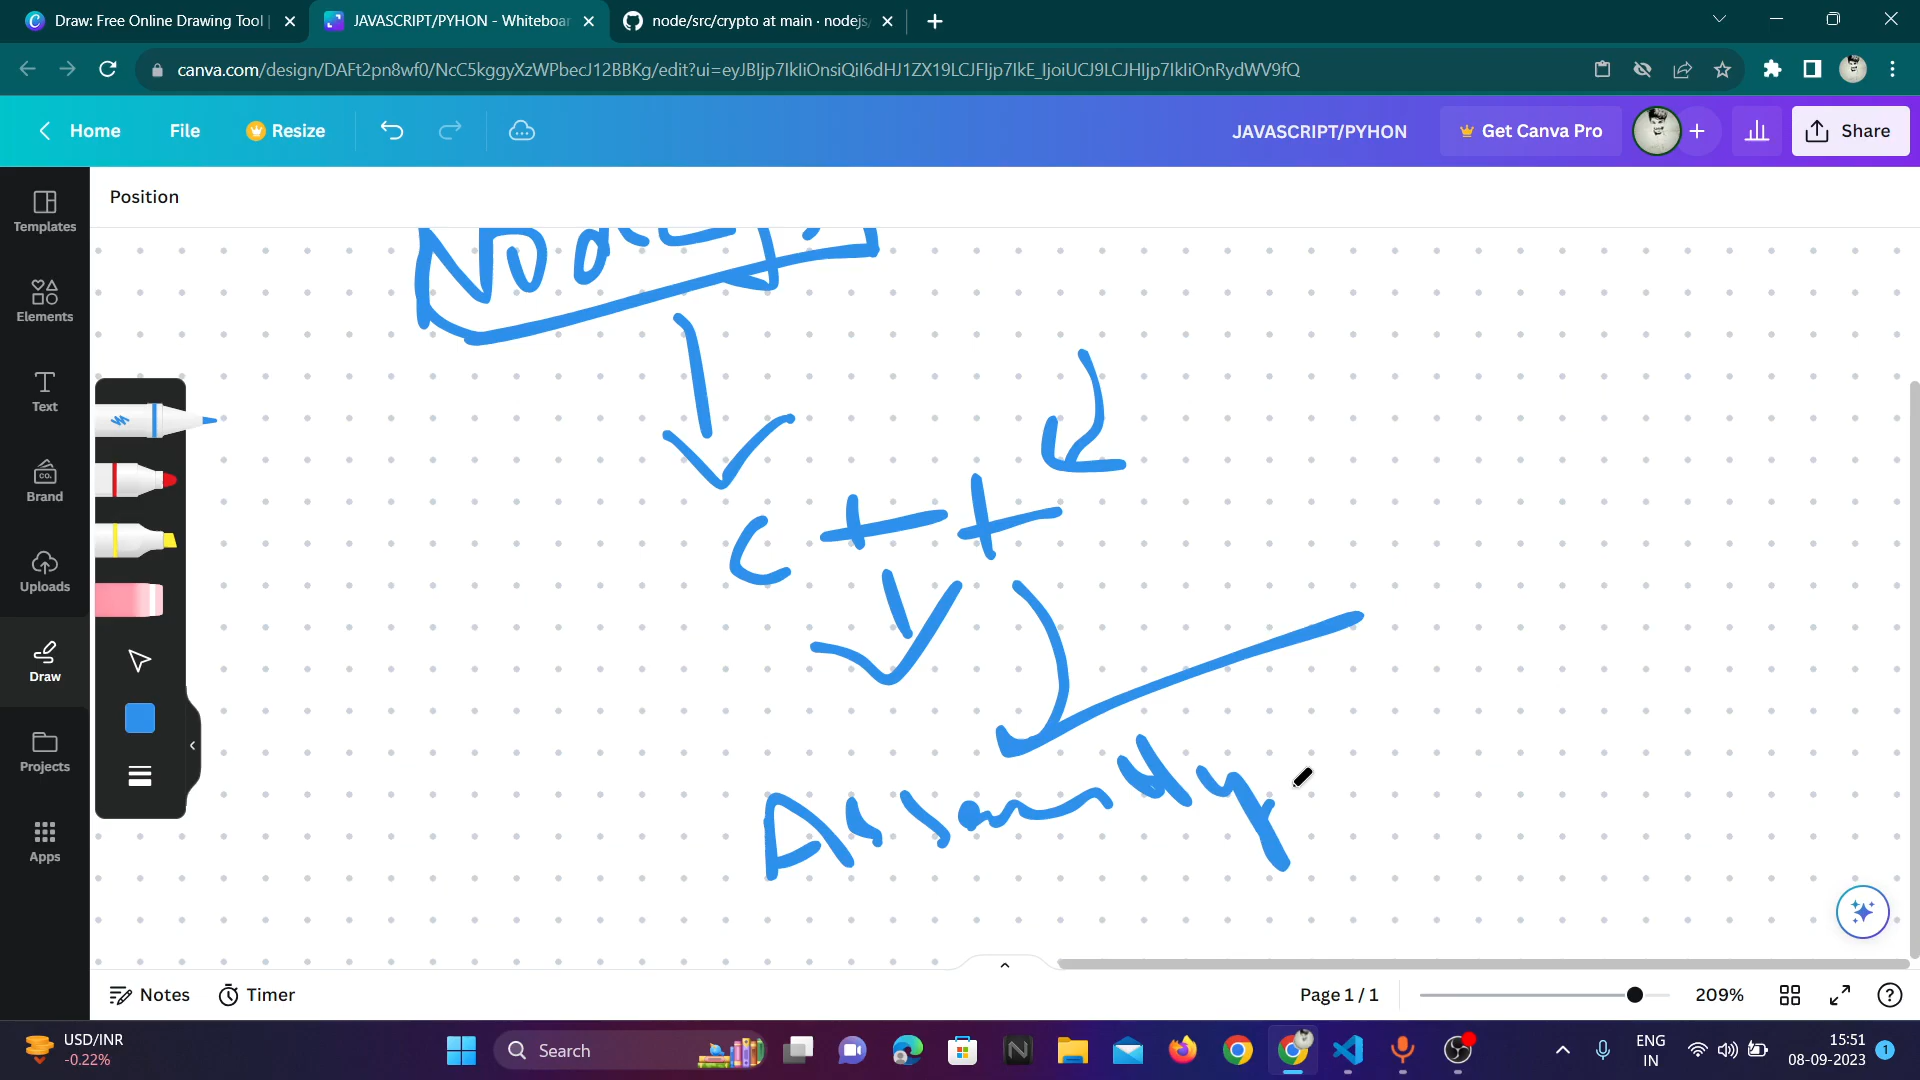 Draw: Free Online Drawing Tool |
JAVASCRIPT/PYHON - Whiteboar
node/src/crypto at main · nodejs/
canva.com/design/DAFt2pn8wf0/NcC5kggyXzWPbecJ12BBKg/edit?ui=eyJBIjp7IkIiOnsiQiI6dHJ1ZX19LCJFIjp7IkE_IjoiUCJ9LCJHIjp7IkIiOnRydWV9fQ
Home
File
Resize
JAVASCRIPT/PYHON
Get Canva Pro
Share
Position
Templates
Elements
Text
Brand
Uploads
Draw
Projects
Apps
C++
Assembly
Notes
Timer
Page 1 / 1
209%
USD/INR
-0.22%
Search
ENG
IN
15:51
08-09-2023
1